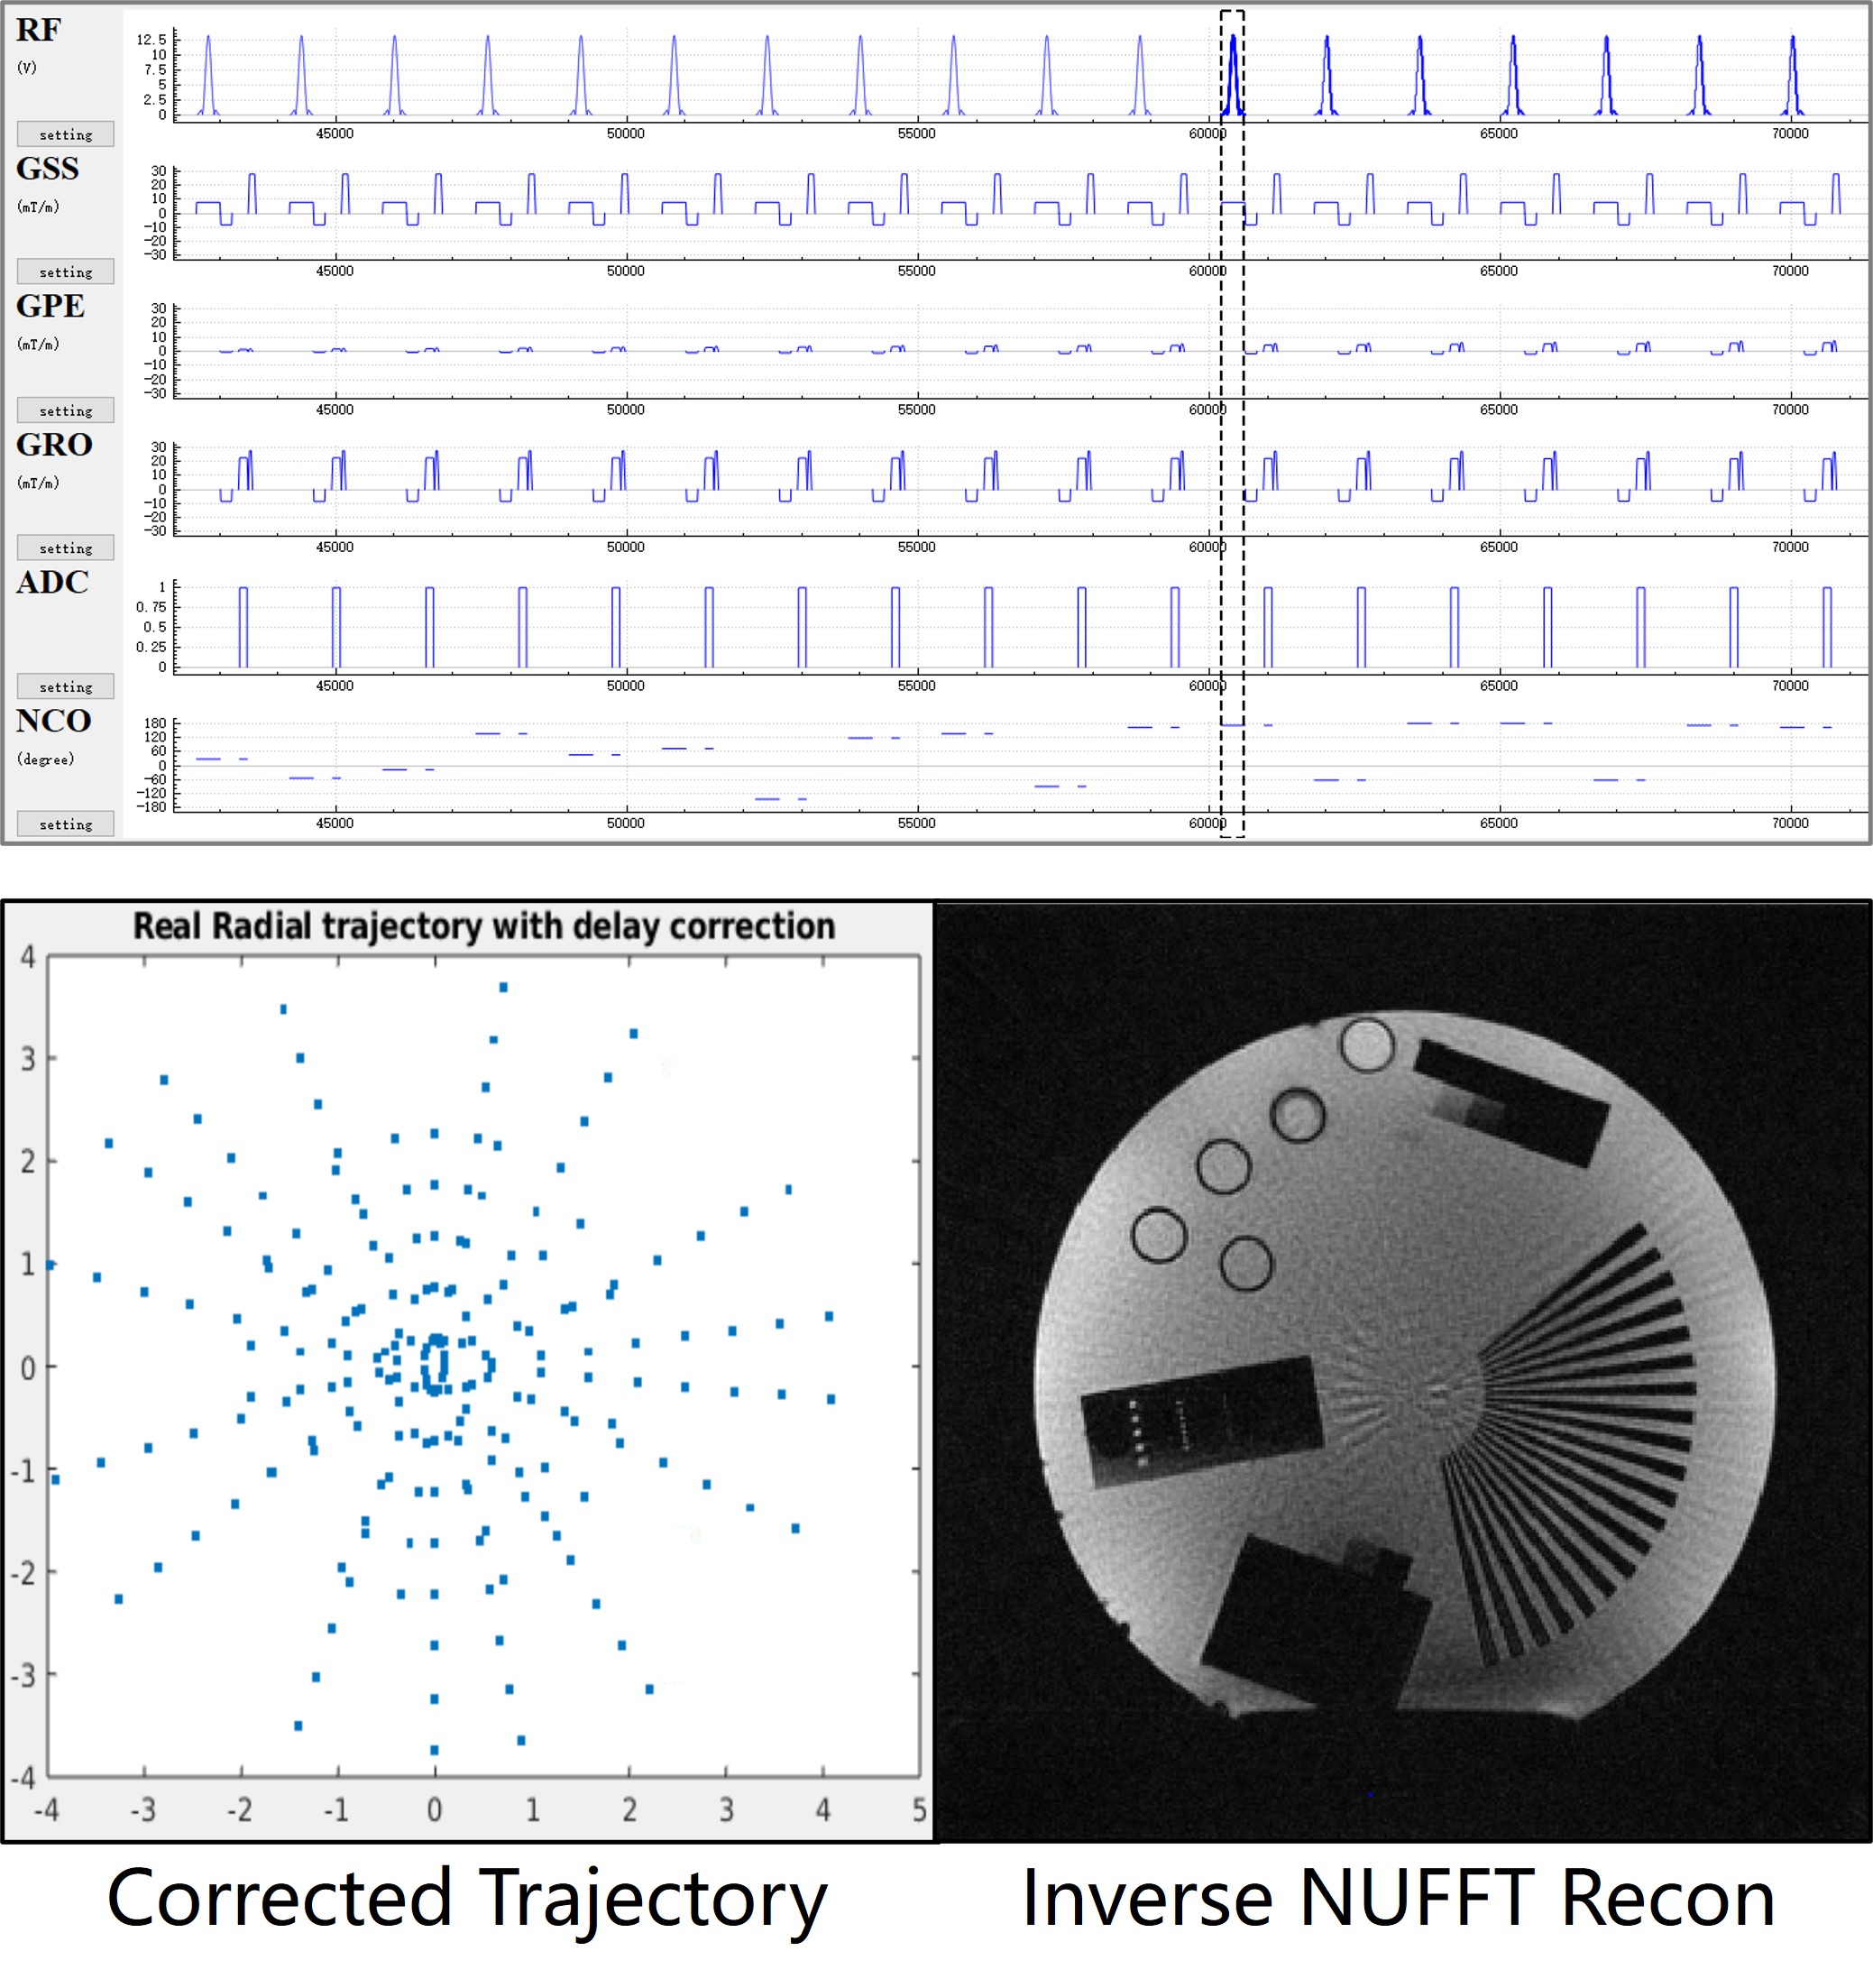 RF
(V)
12.5
10
7.5
5
2.5
0
setting
45000 50000 55000 60000 65000 70000
GSS
(mT/m)
30
20
10
0
-10
-20
-30
setting
45000 50000 55000 60000 65000 70000
GPE
(mT/m)
30
20
10
0
-10
-20
-30
setting
45000 50000 55000 60000 65000 70000
GRO
(mT/m)
30
20
10
0
-10
-20
-30
setting
45000 50000 55000 60000 65000 70000
ADC
1
0.75
0.5
0.25
0
setting
45000 50000 55000 60000 65000 70000
NCO
(degree)
180
120
60
0
-60
-120
-180
setting
45000 50000 55000 60000 65000 70000
Real Radial trajectory with delay correction
4
3
2
1
0
-1
-2
-3
-4
-4 -3 -2 -1 0 1 2 3 4 5
Corrected Trajectory
Inverse NUFFT Recon